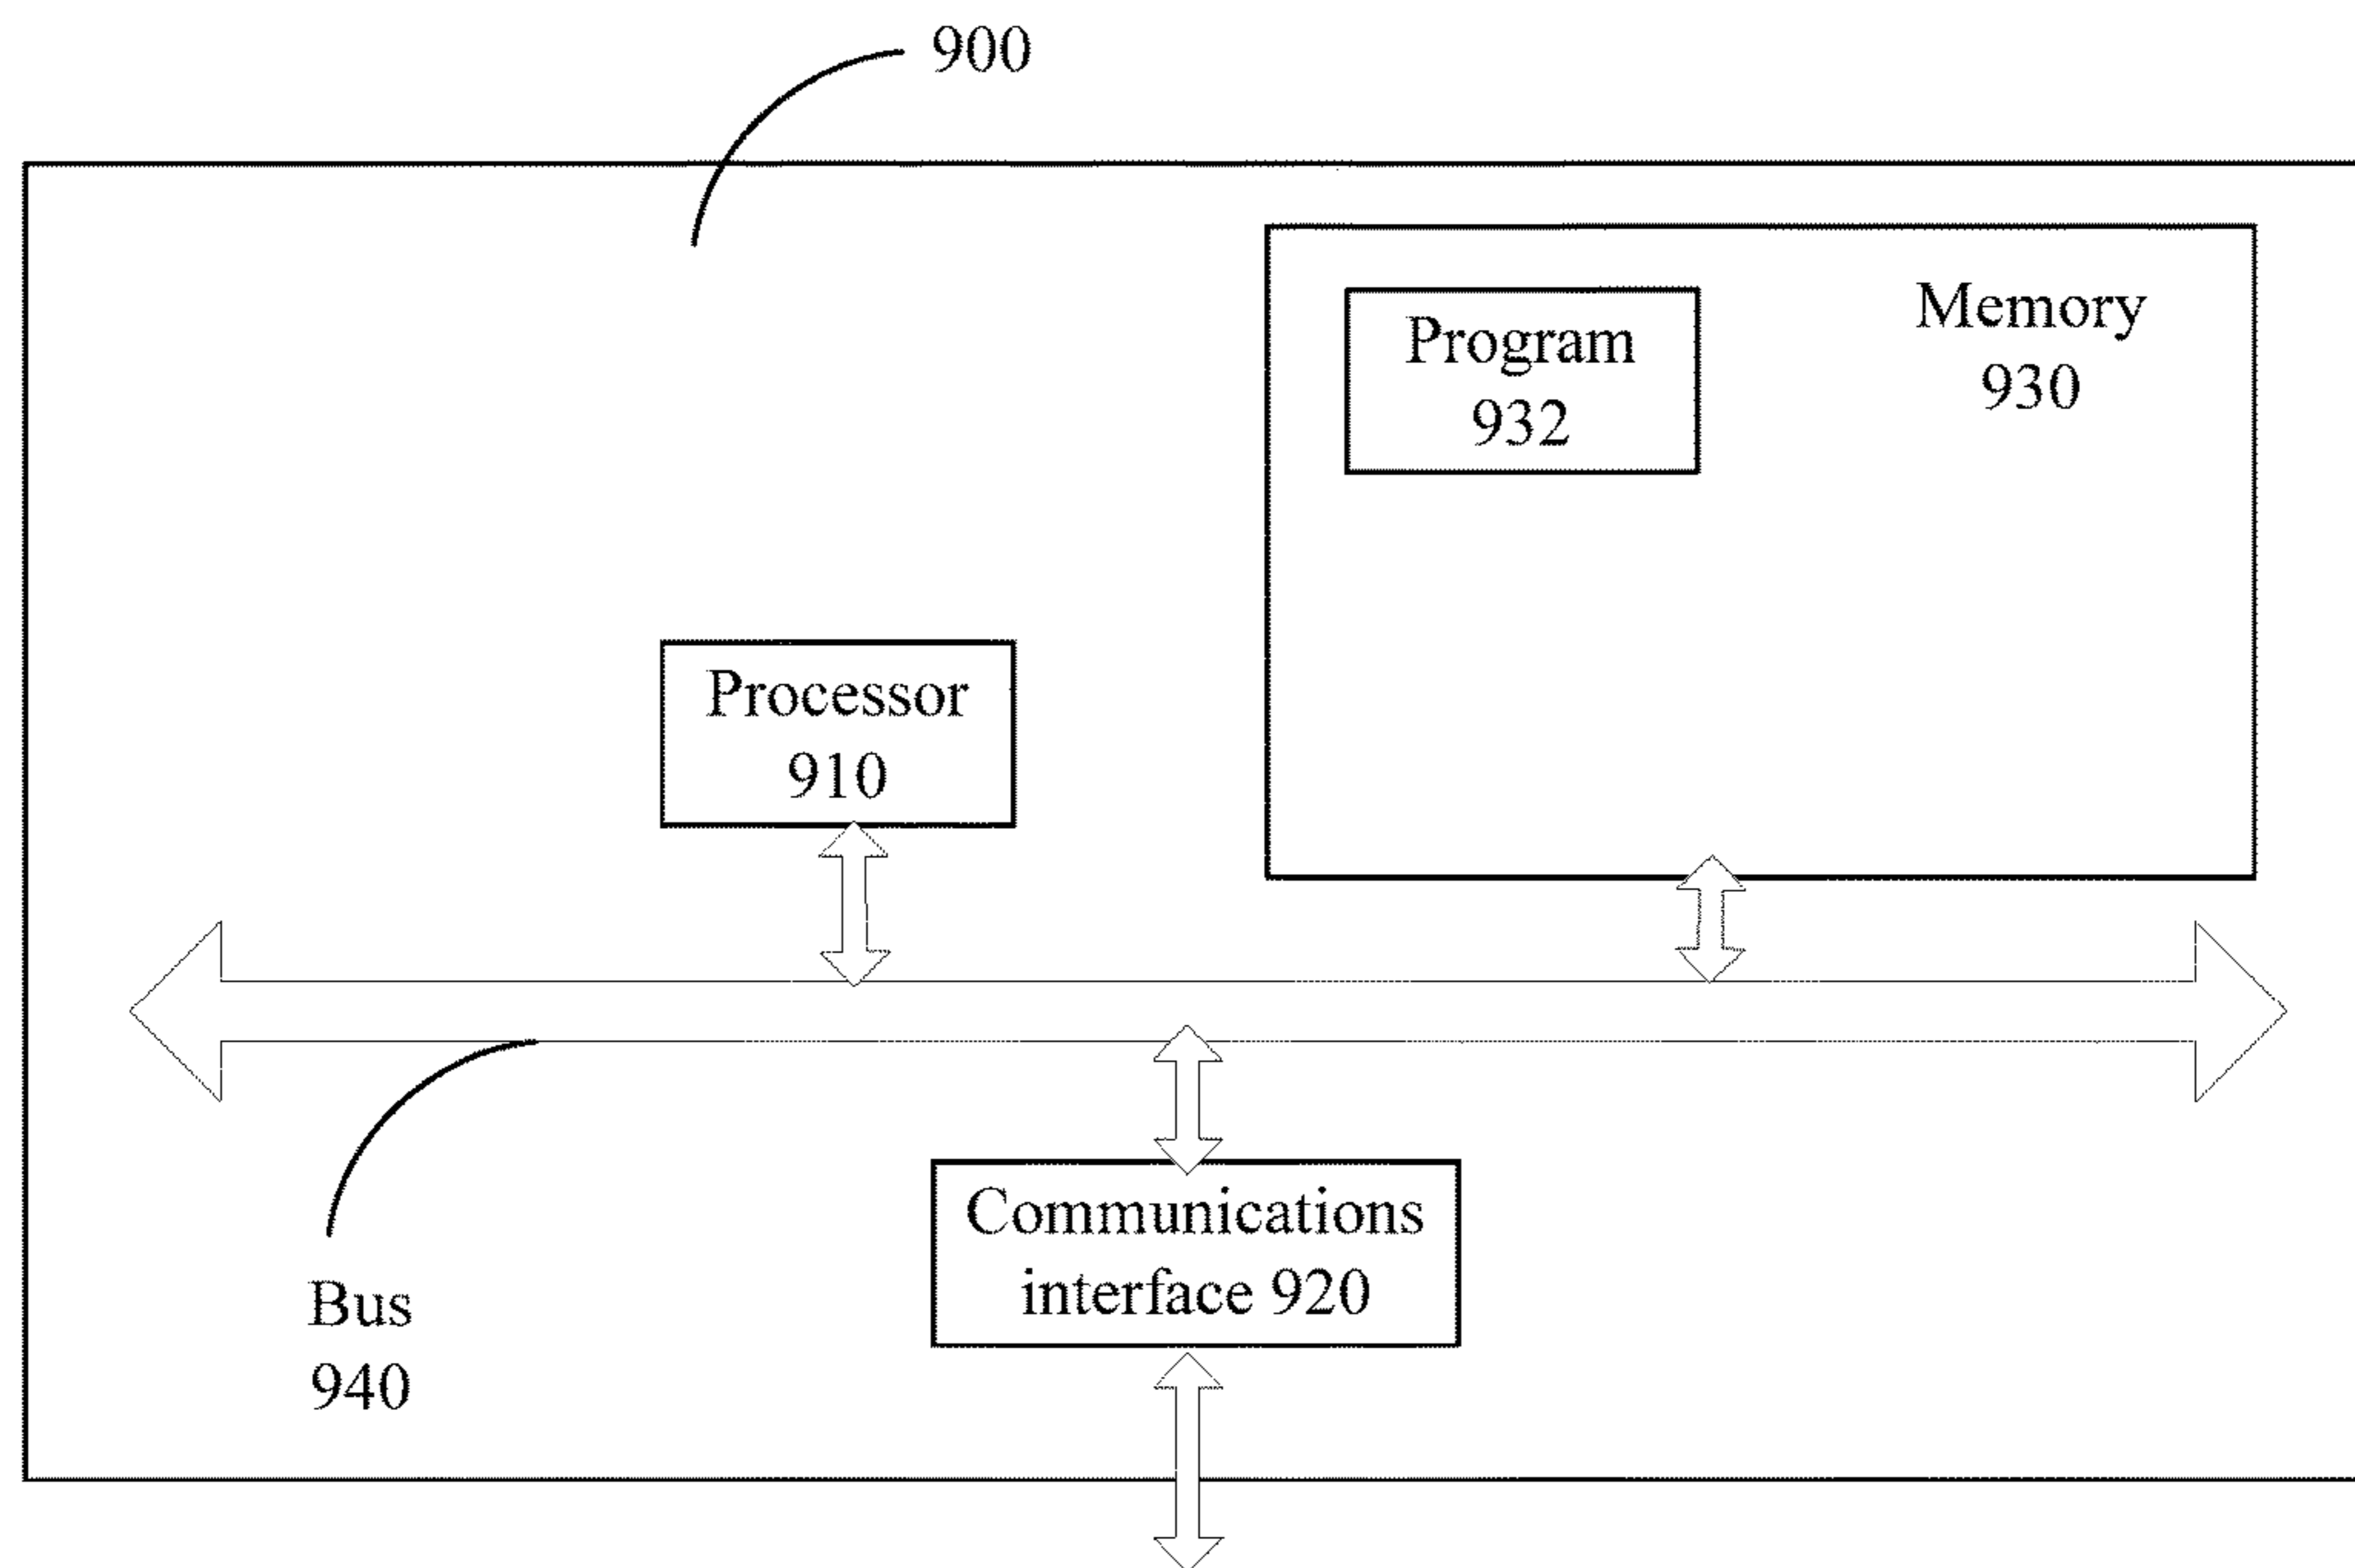 900
Program
932
Memory
930
Processor
910
Communications
interface 920
Bus
940